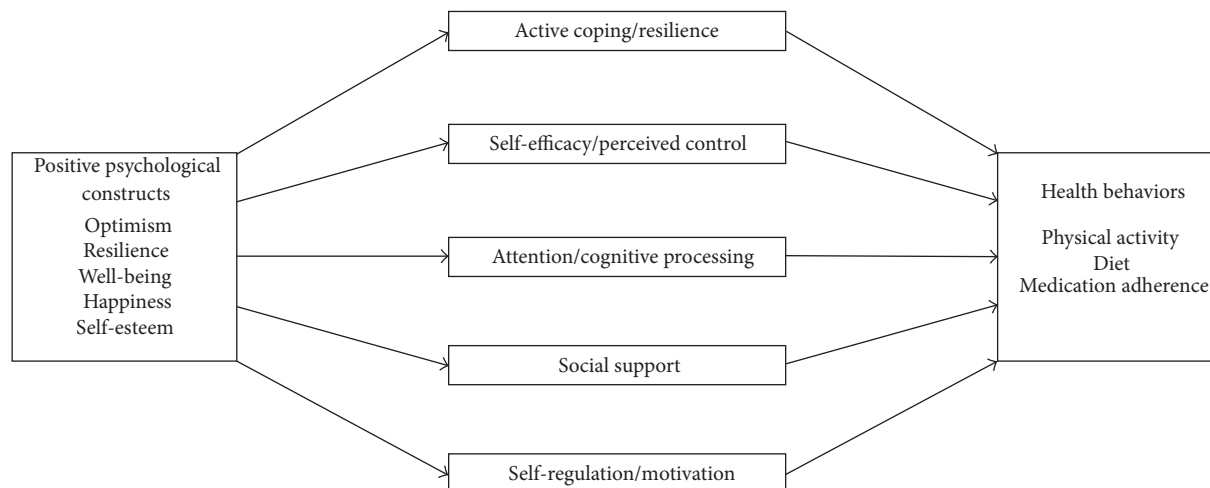 Active coping/resilience
Self-efficacy/perceived control
Positive psychological
constructs
Optimism
Resilience
Well-being
Happiness
Self-esteem
Attention/cognitive processing
Health behaviors
Physical activity
Diet
Medication adherence
Social support
Self-regulation/motivation